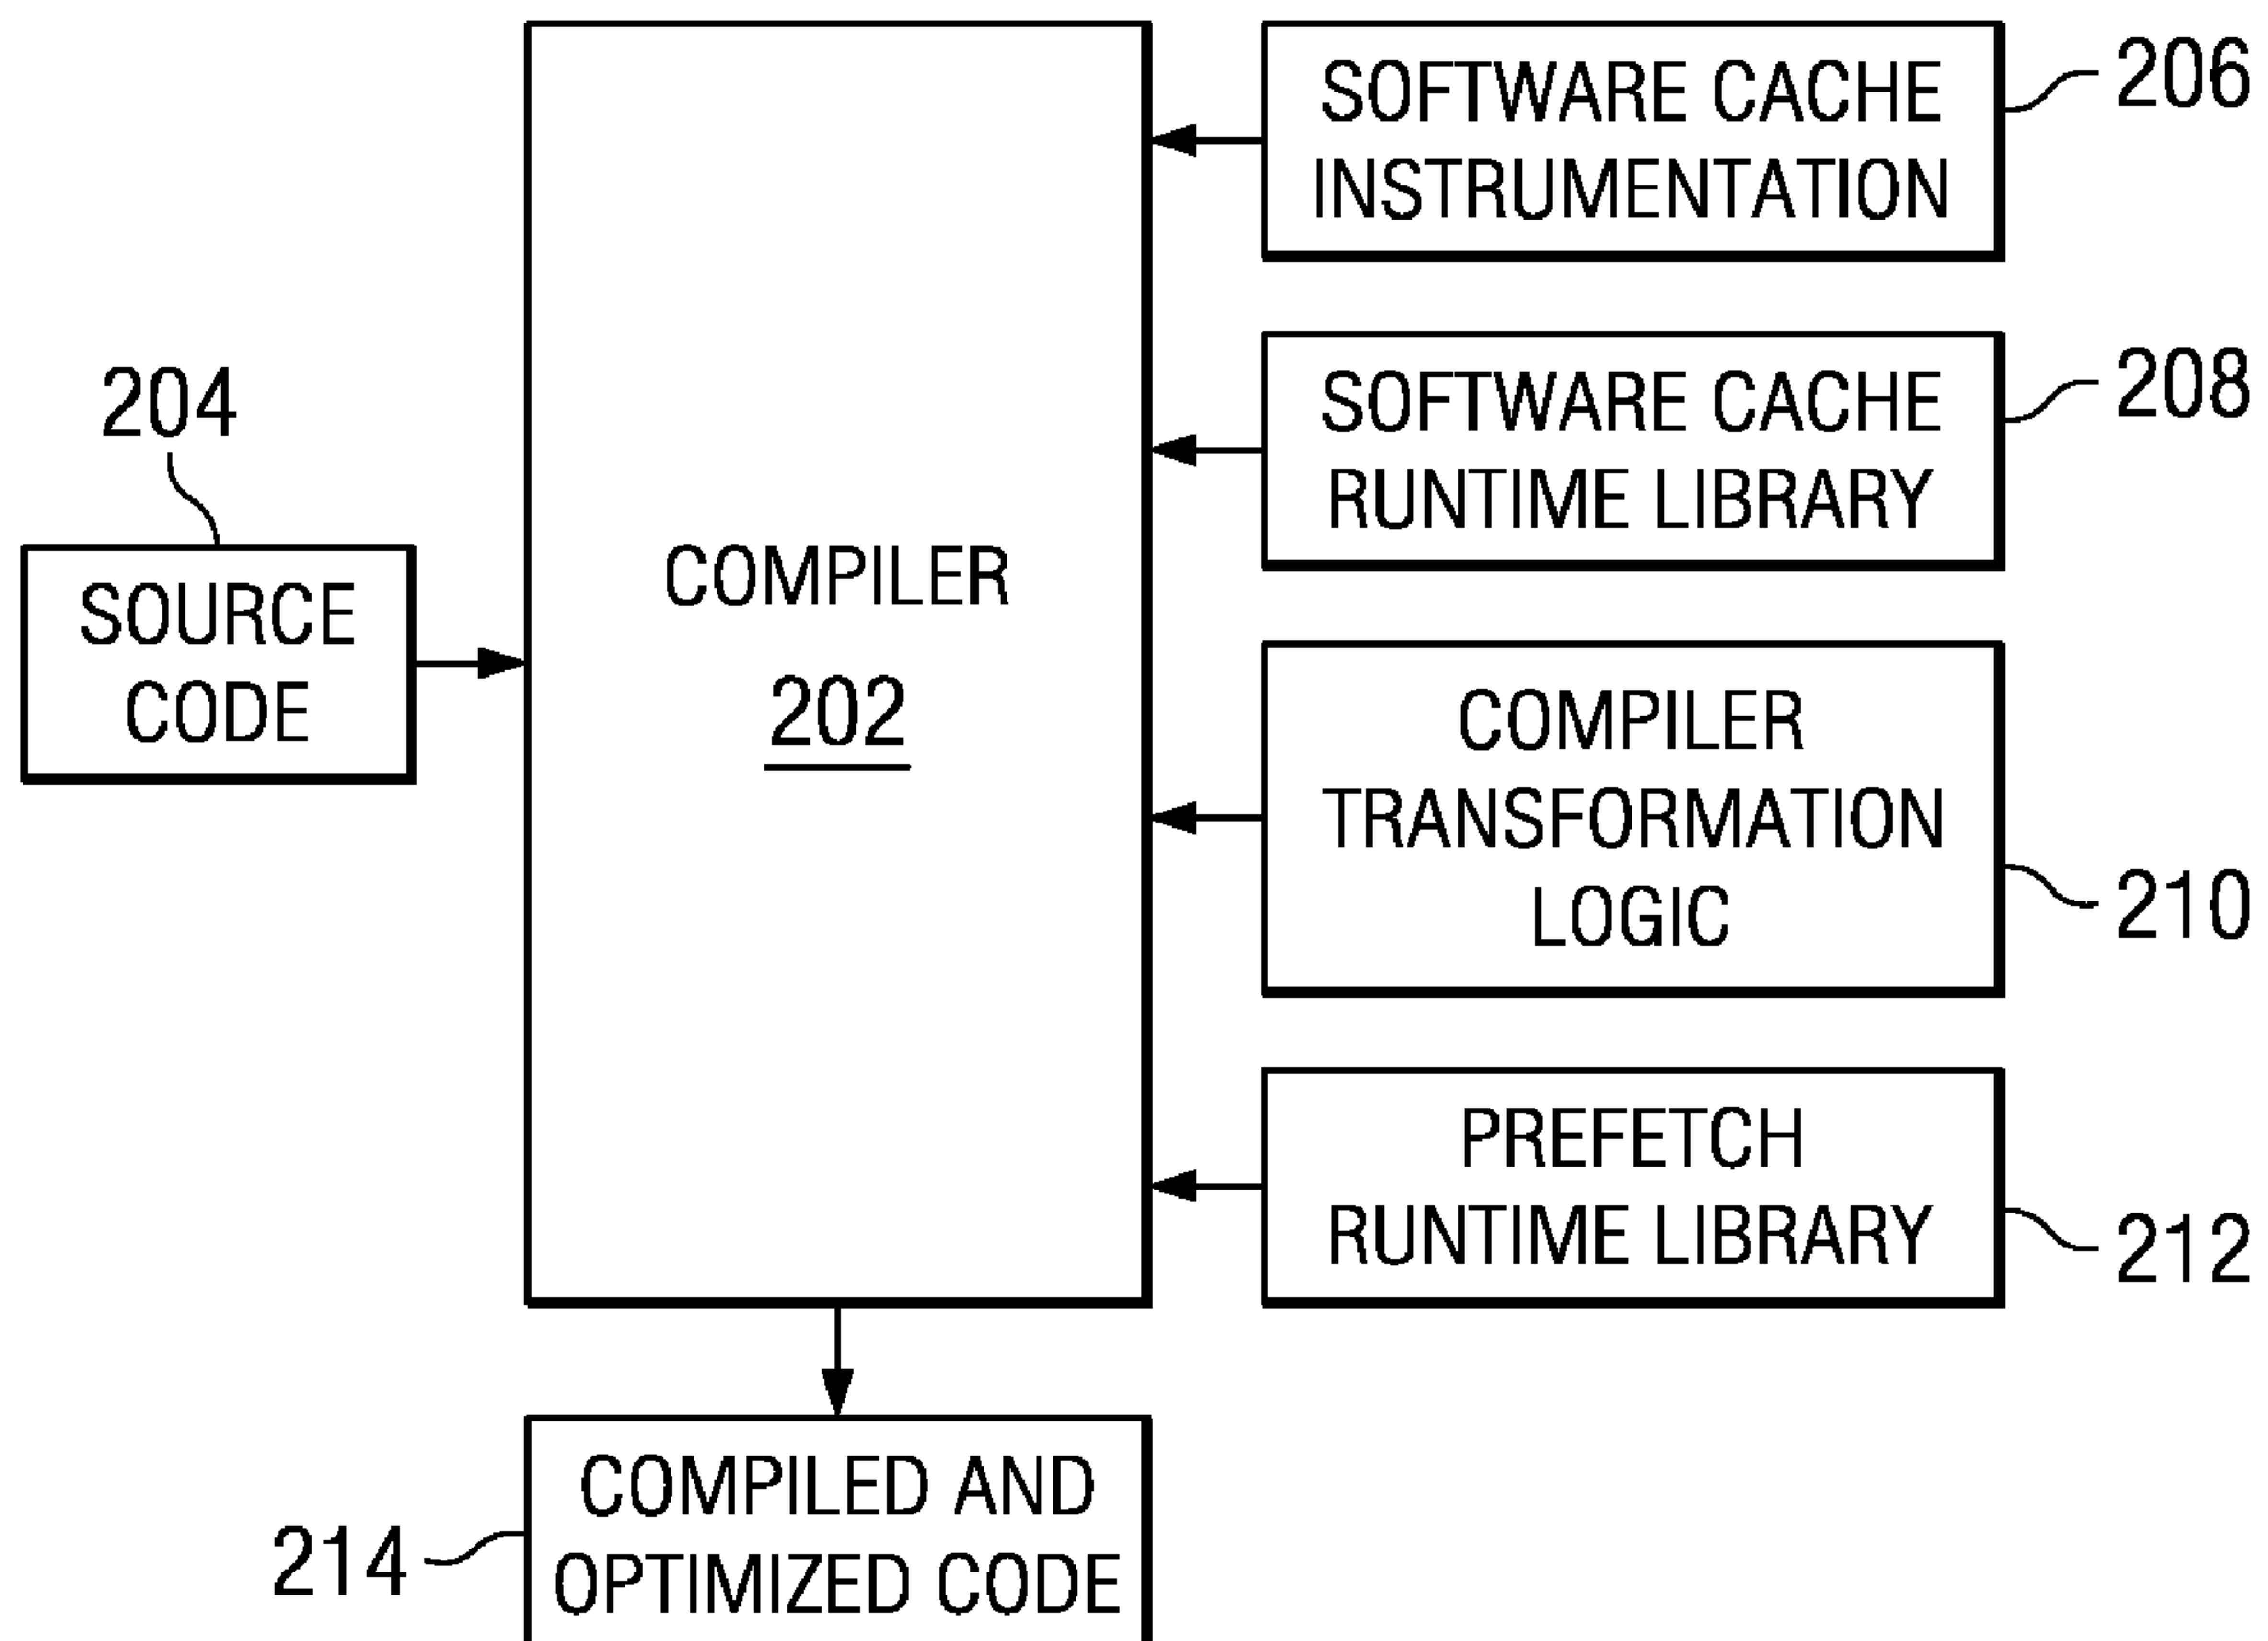 SOFTWARE CACHE
INSTRUMENTATION
206
SOFTWARE CACHE
RUNTIME LIBRARY
208
204
SOURCE
CODE
COMPILER
202
COMPILER
TRANSFORMATION
LOGIC
210
PREFETCH
RUNTIME LIBRARY
212
COMPILED AND
OPTIMIZED CODE
214